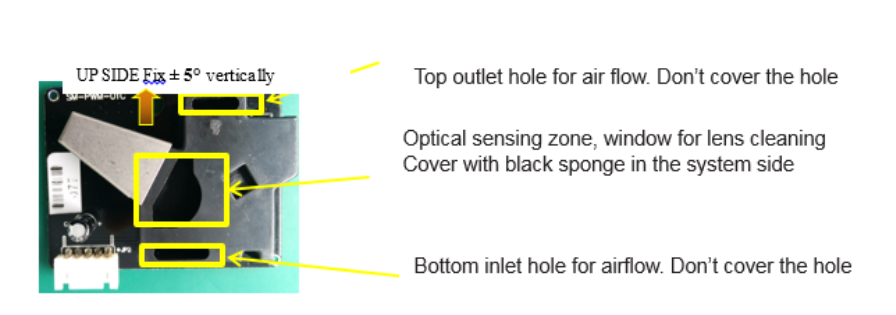 UP SIDE Fix ± 5° vertically
Top outlet hole for air flow. Don't cover the hole
SM-PWM-01C
Optical sensing zone, window for lens cleaning
Cover with black sponge in the system side
Bottom inlet hole for airflow. Don't cover the hole